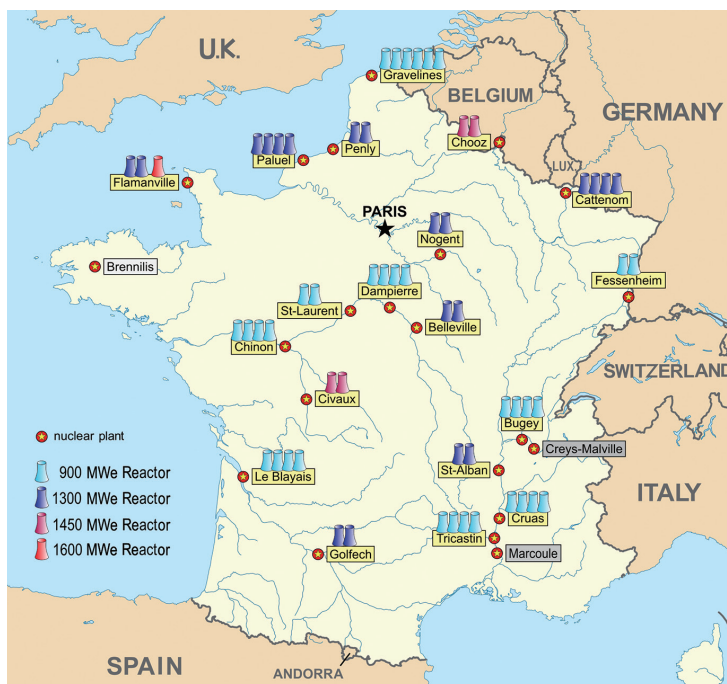 U.K.
Gravelines
BELGIUM
GERMANY
Penly
Chooz
Paluel
LUX.
Flamanville
Cattenom
PARIS
Nogent
Brennilis
Fessenheim
Dampierre
St-Laurent
Belleville
Chinon
SWITZERLAND
Civaux
Bugey
nuclear plant
Creys-Malville
900 MWe Reactor
Le Blayais
St-Alban
1300 MWe Reactor
ITALY
1450 MWe Reactor
Cruas
Tricastin
1600 MWe Reactor
Golfech
Marcoule
SPAIN
ANDORRA